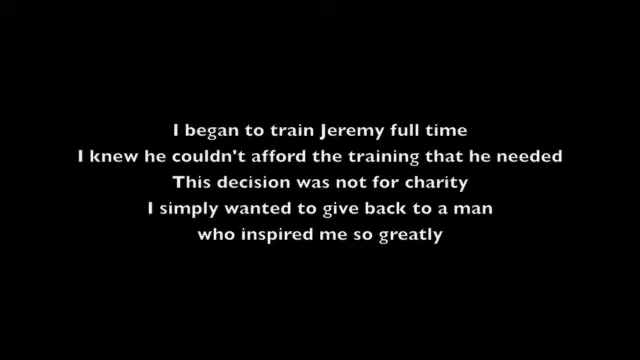 I began to train Jeremy full time
I knew he couldn't afford the training that he needed
This decision was not for charity
I simply wanted to give back to a man
who inspired me so greatly